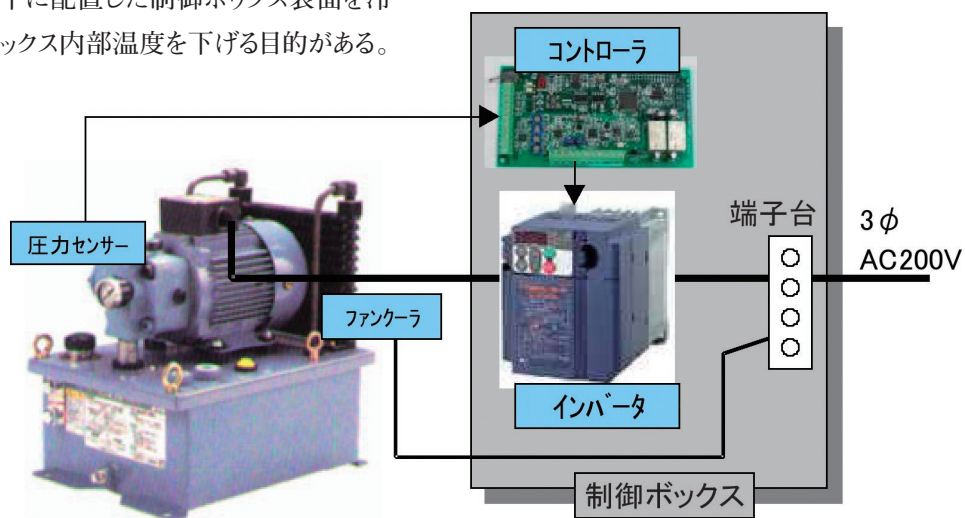 下に配置した制御ボックス表面を冷
ックス内部温度を下げる目的がある。
コントローラ
圧力センサー
端子台
3φ
AC200V
ファンクーラ
インバータ
制御ボックス